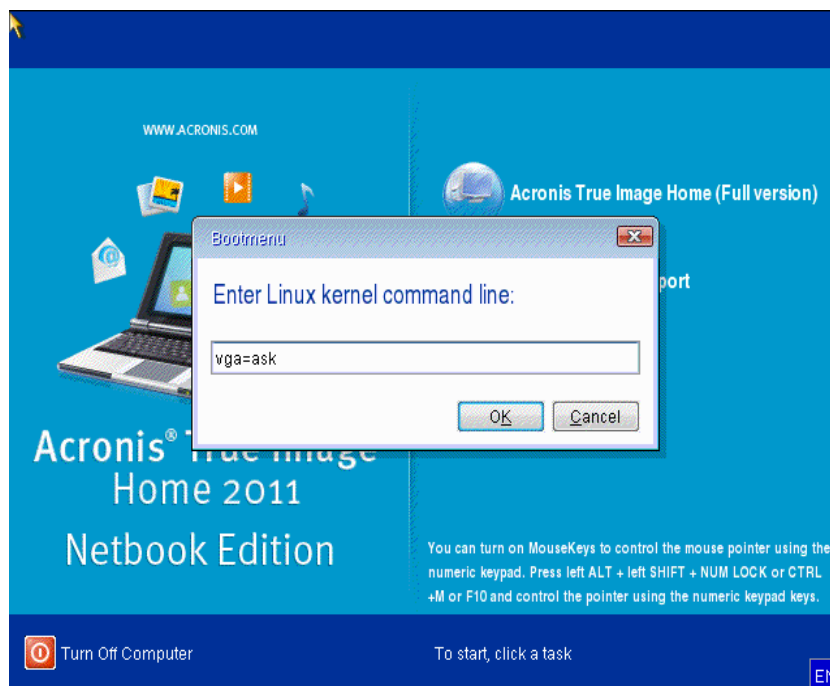 WWW.ACRONIS.COM
Acronis True Image Home (Full version)
Bootmenu
port
Enter Linux kernel command line:
vga=ask
OK
Cancel
Acronis® True Image
Home 2011
Netbook Edition
You can turn on MouseKeys to control the mouse pointer using the
numeric keypad. Press left ALT + left SHIFT + NUM LOCK or CTRL
+M or F10 and control the pointer using the numeric keypad keys.
Turn Off Computer
To start, click a task
EN